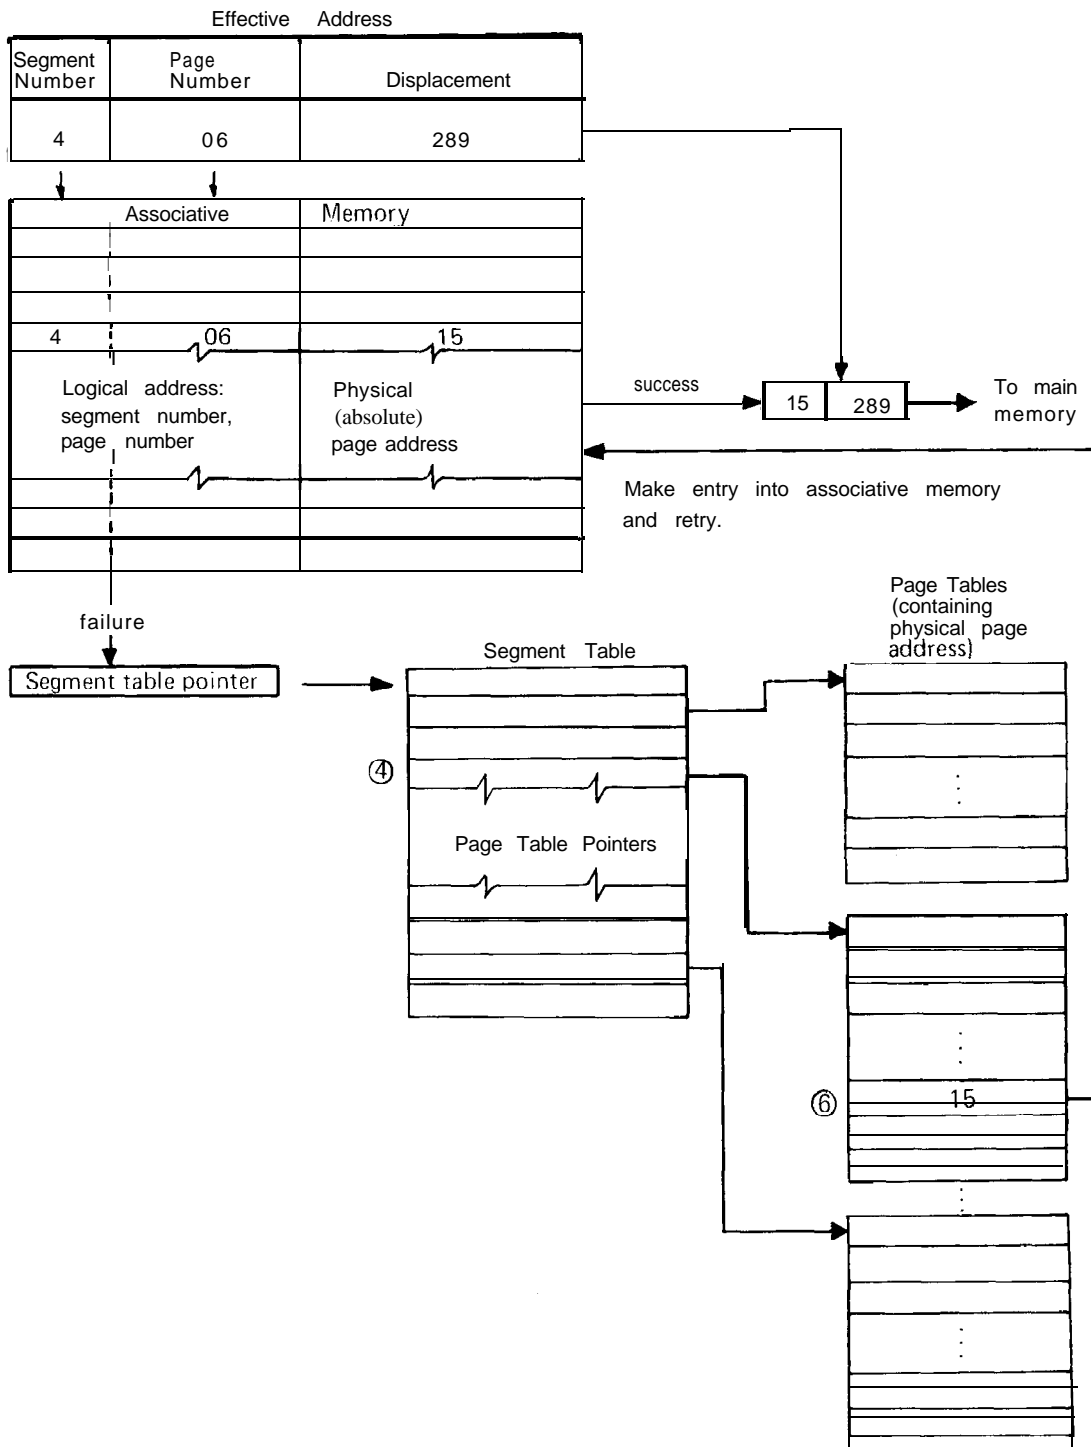 Effective Address
Segment Number
Page Number
Displacement
4
06
289
Associative Memory
4
06
15
Logical address:
segment number,
page number
Physical
(absolute)
page address
success
15
289
To main
memory
Make entry into associative memory
and retry.
failure
Segment table pointer
Segment Table
4
Page Table Pointers
Page Tables
(containing
physical page
address)
6
15